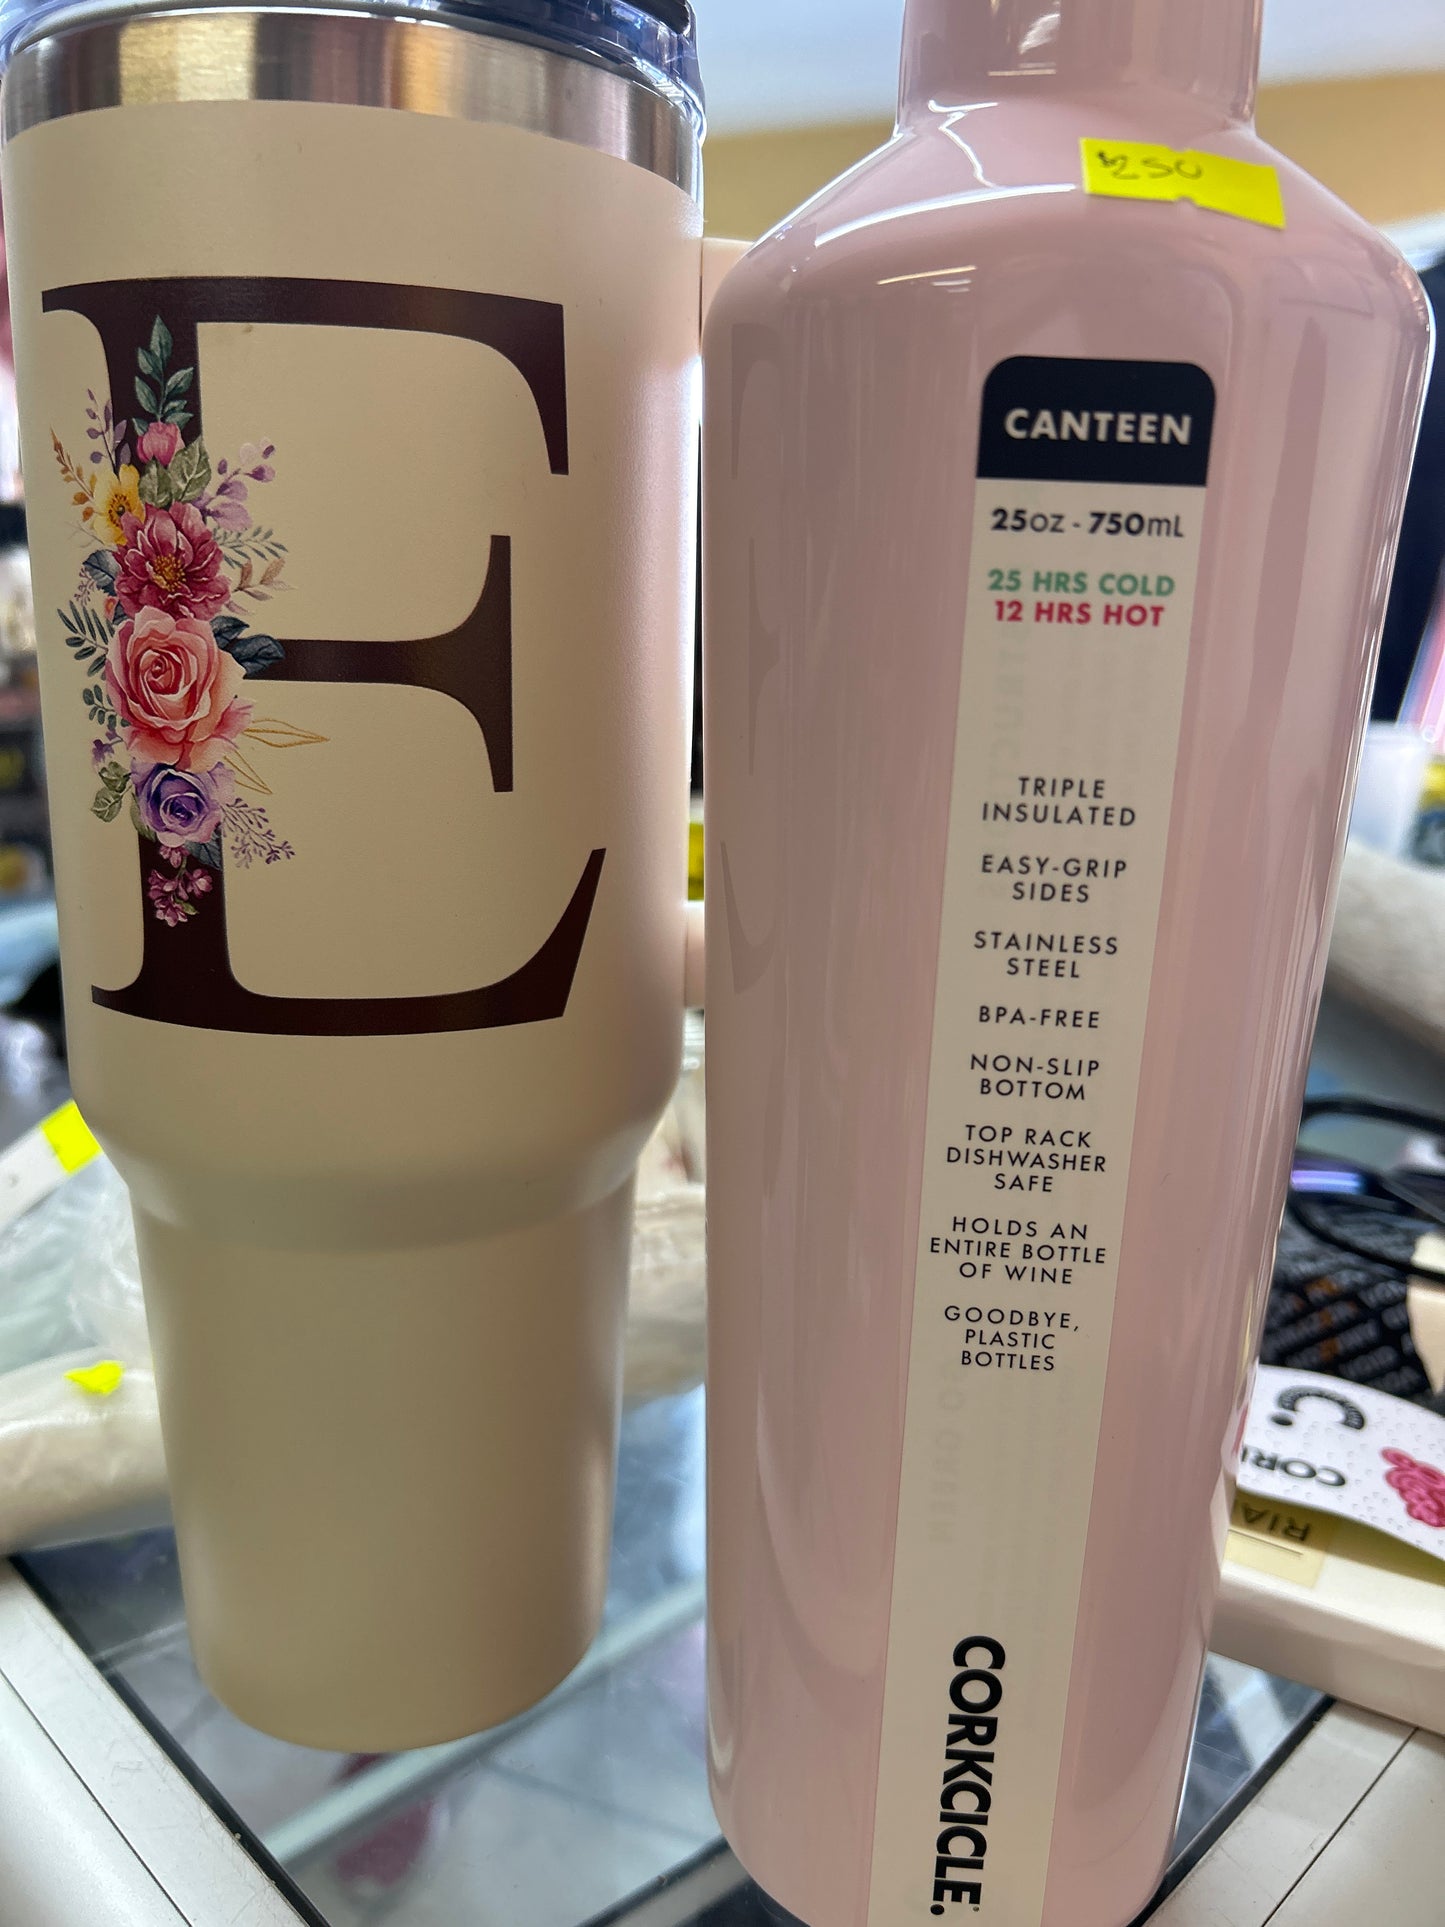 E
$250
CANTEEN
25oz - 750mL
25 HRS COLD
12 HRS HOT
TRIPLE
INSULATED
EASY-GRIP
SIDES
STAINLESS
STEEL
BPA-FREE
NON-SLIP
BOTTOM
TOP RACK
DISHWASHER
SAFE
HOLDS AN
ENTIRE BOTTLE
OF WINE
GOODBYE,
PLASTIC
BOTTLES
CORKCICLE.